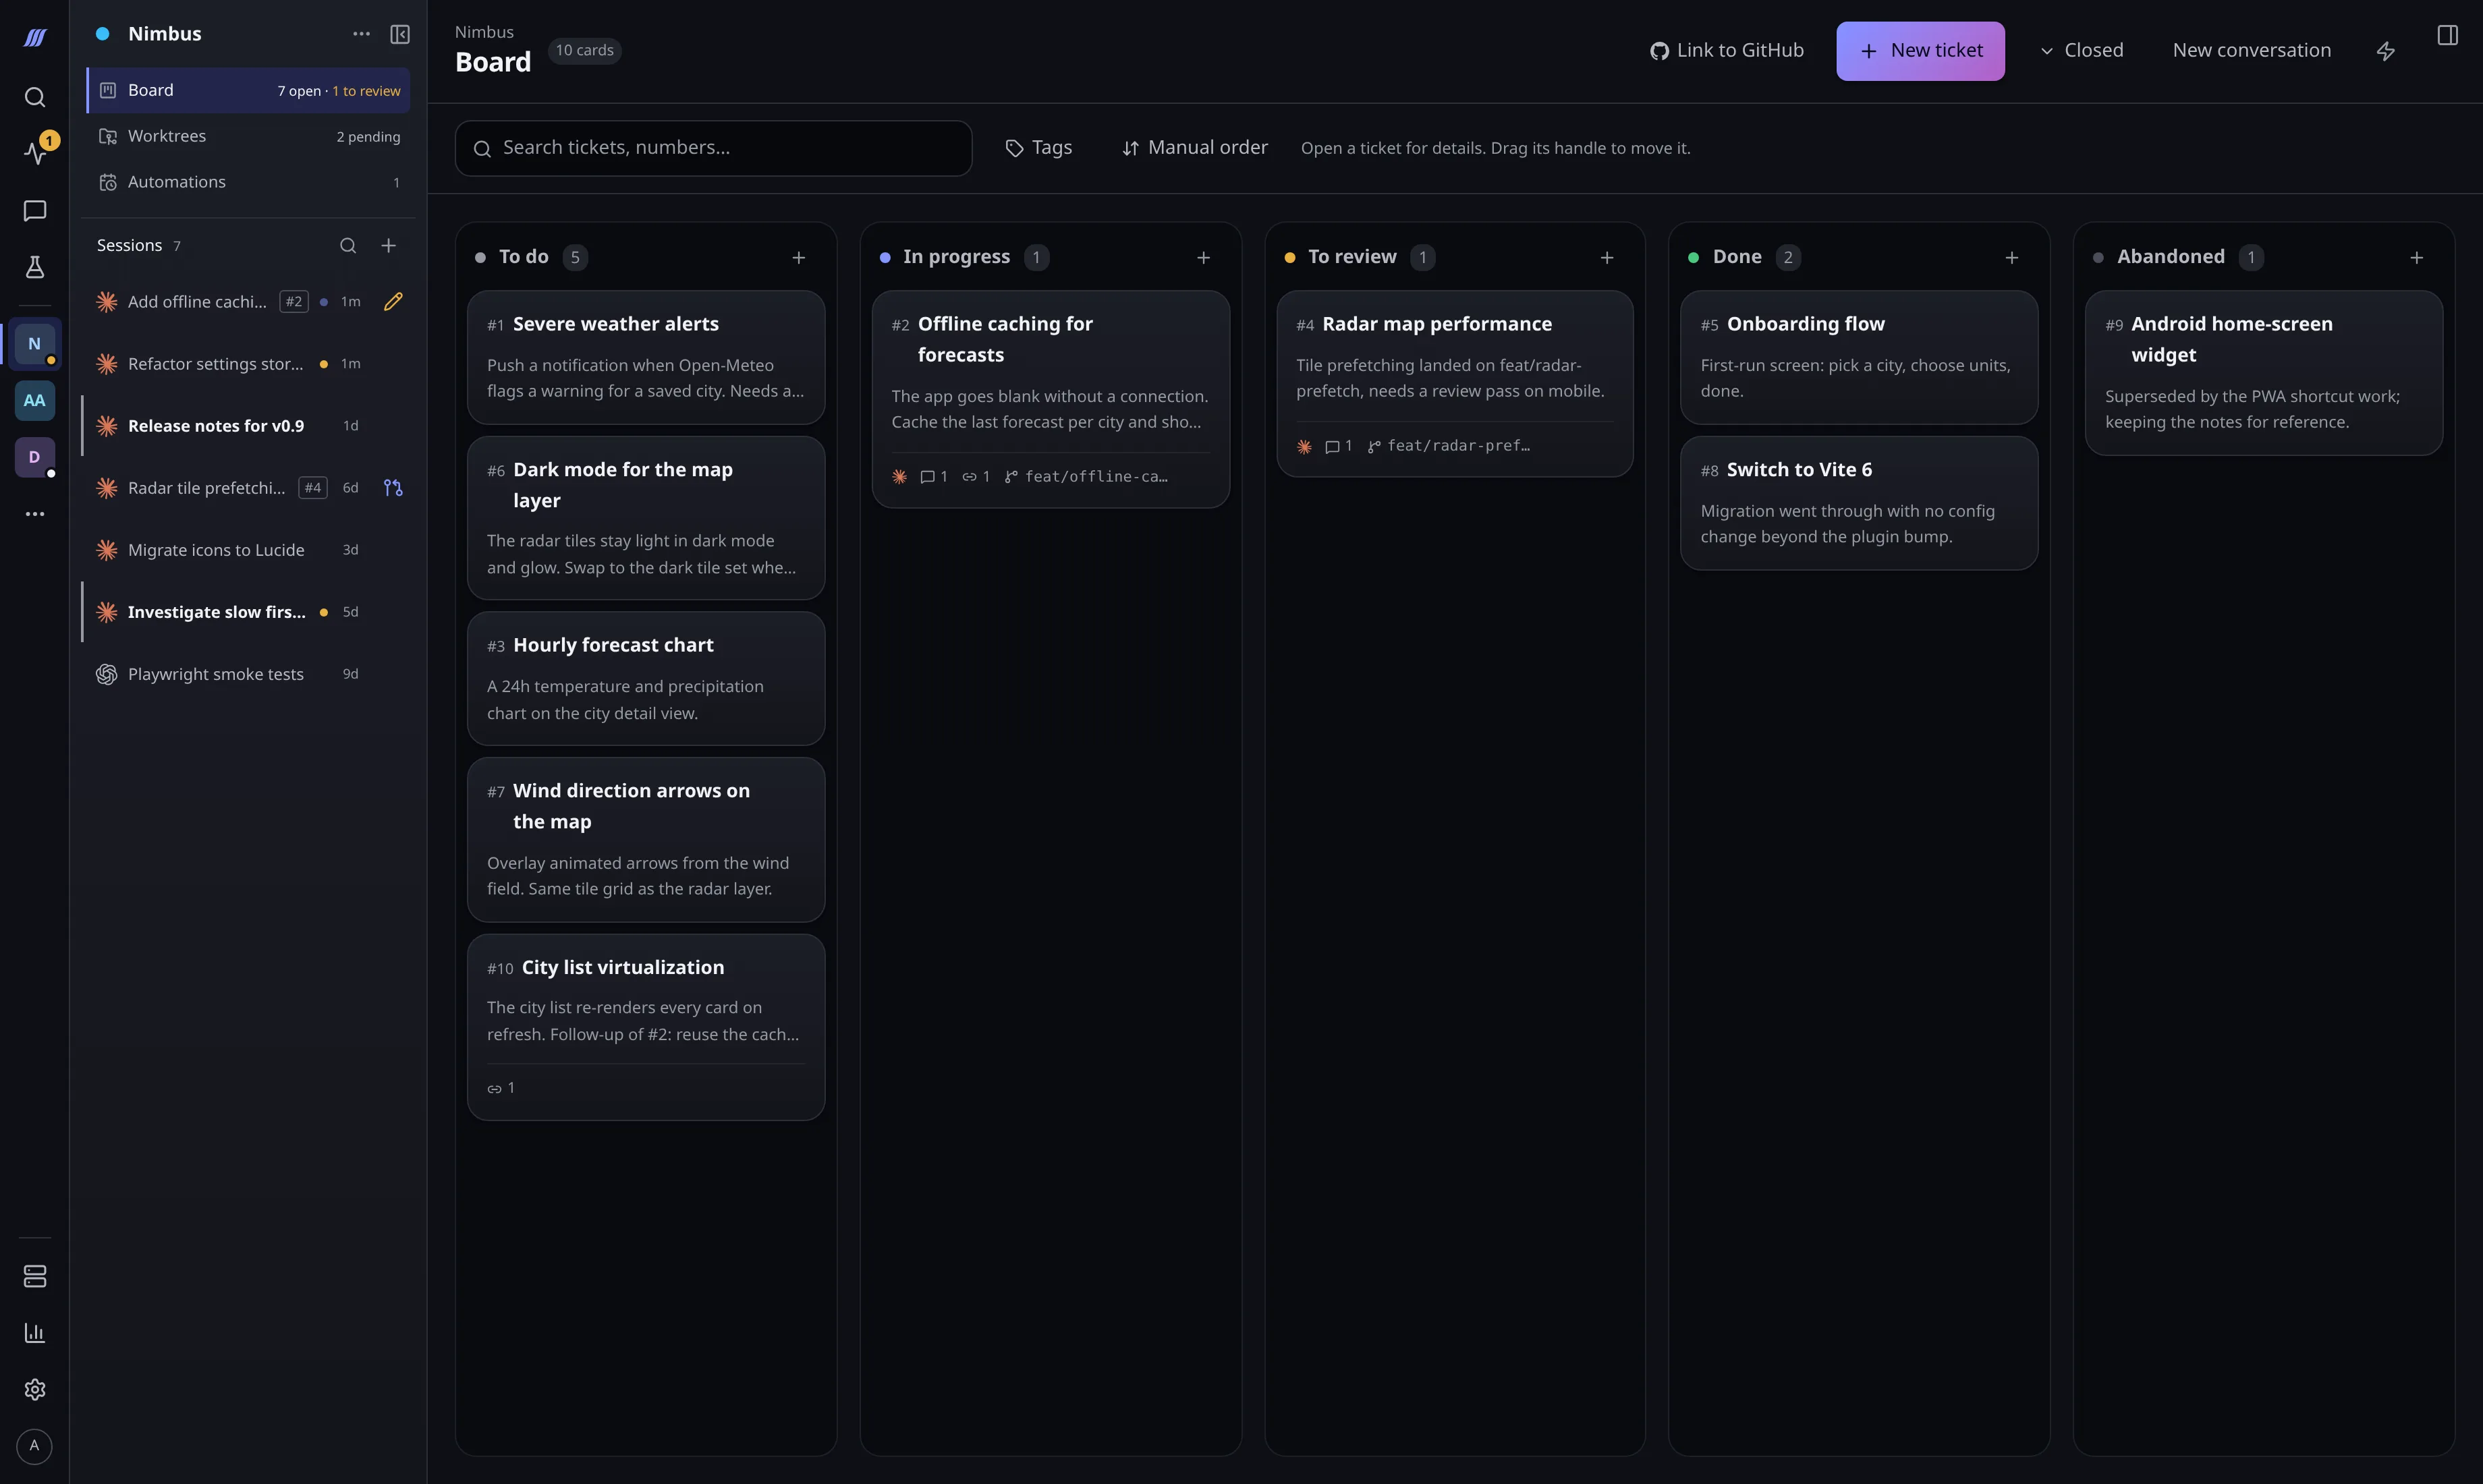 Nimbus
Board
7 open · 1 to review
Worktrees
2 pending
Automations
1
Sessions 7
Add offline cachi... #2 1m
Refactor settings stor... 1m
Release notes for v0.9 1d
Radar tile prefetchi... #4 6d
Migrate icons to Lucide 3d
Investigate slow firs... 5d
Playwright smoke tests 9d
1
N
AA
D
A
Nimbus
Board
10 cards
Link to GitHub
New ticket
Closed
New conversation
Search tickets, numbers...
Tags
Manual order
Open a ticket for details. Drag its handle to move it.
To do 5
#1 Severe weather alerts
Push a notification when Open-Meteo
flags a warning for a saved city. Needs a...
#6 Dark mode for the map
layer
The radar tiles stay light in dark mode
and glow. Swap to the dark tile set whe...
#3 Hourly forecast chart
A 24h temperature and precipitation
chart on the city detail view.
#7 Wind direction arrows on
the map
Overlay animated arrows from the wind
field. Same tile grid as the radar layer.
#10 City list virtualization
The city list re-renders every card on
refresh. Follow-up of #2: reuse the cach...
1
In progress 1
#2 Offline caching for
forecasts
The app goes blank without a connection.
Cache the last forecast per city and sho...
1 1 feat/offline-ca...
To review 1
#4 Radar map performance
Tile prefetching landed on feat/radar-
prefetch, needs a review pass on mobile.
1 feat/radar-pref...
Done 2
#5 Onboarding flow
First-run screen: pick a city, choose units,
done.
#8 Switch to Vite 6
Migration went through with no config
change beyond the plugin bump.
Abandoned 1
#9 Android home-screen
widget
Superseded by the PWA shortcut work;
keeping the notes for reference.